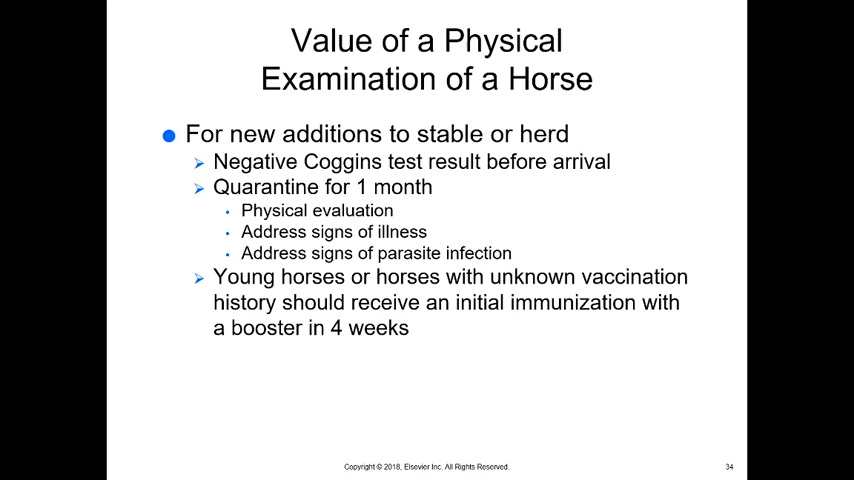 Value of a Physical
Examination of a Horse
For new additions to stable or herd
Negative Coggins test result before arrival
Quarantine for 1 month
Physical evaluation
Address signs of illness
Address signs of parasite infection
Young horses or horses with unknown vaccination
history should receive an initial immunization with
a booster in 4 weeks
Copyright © 2018, Elsevier Inc. All Rights Reserved.
34